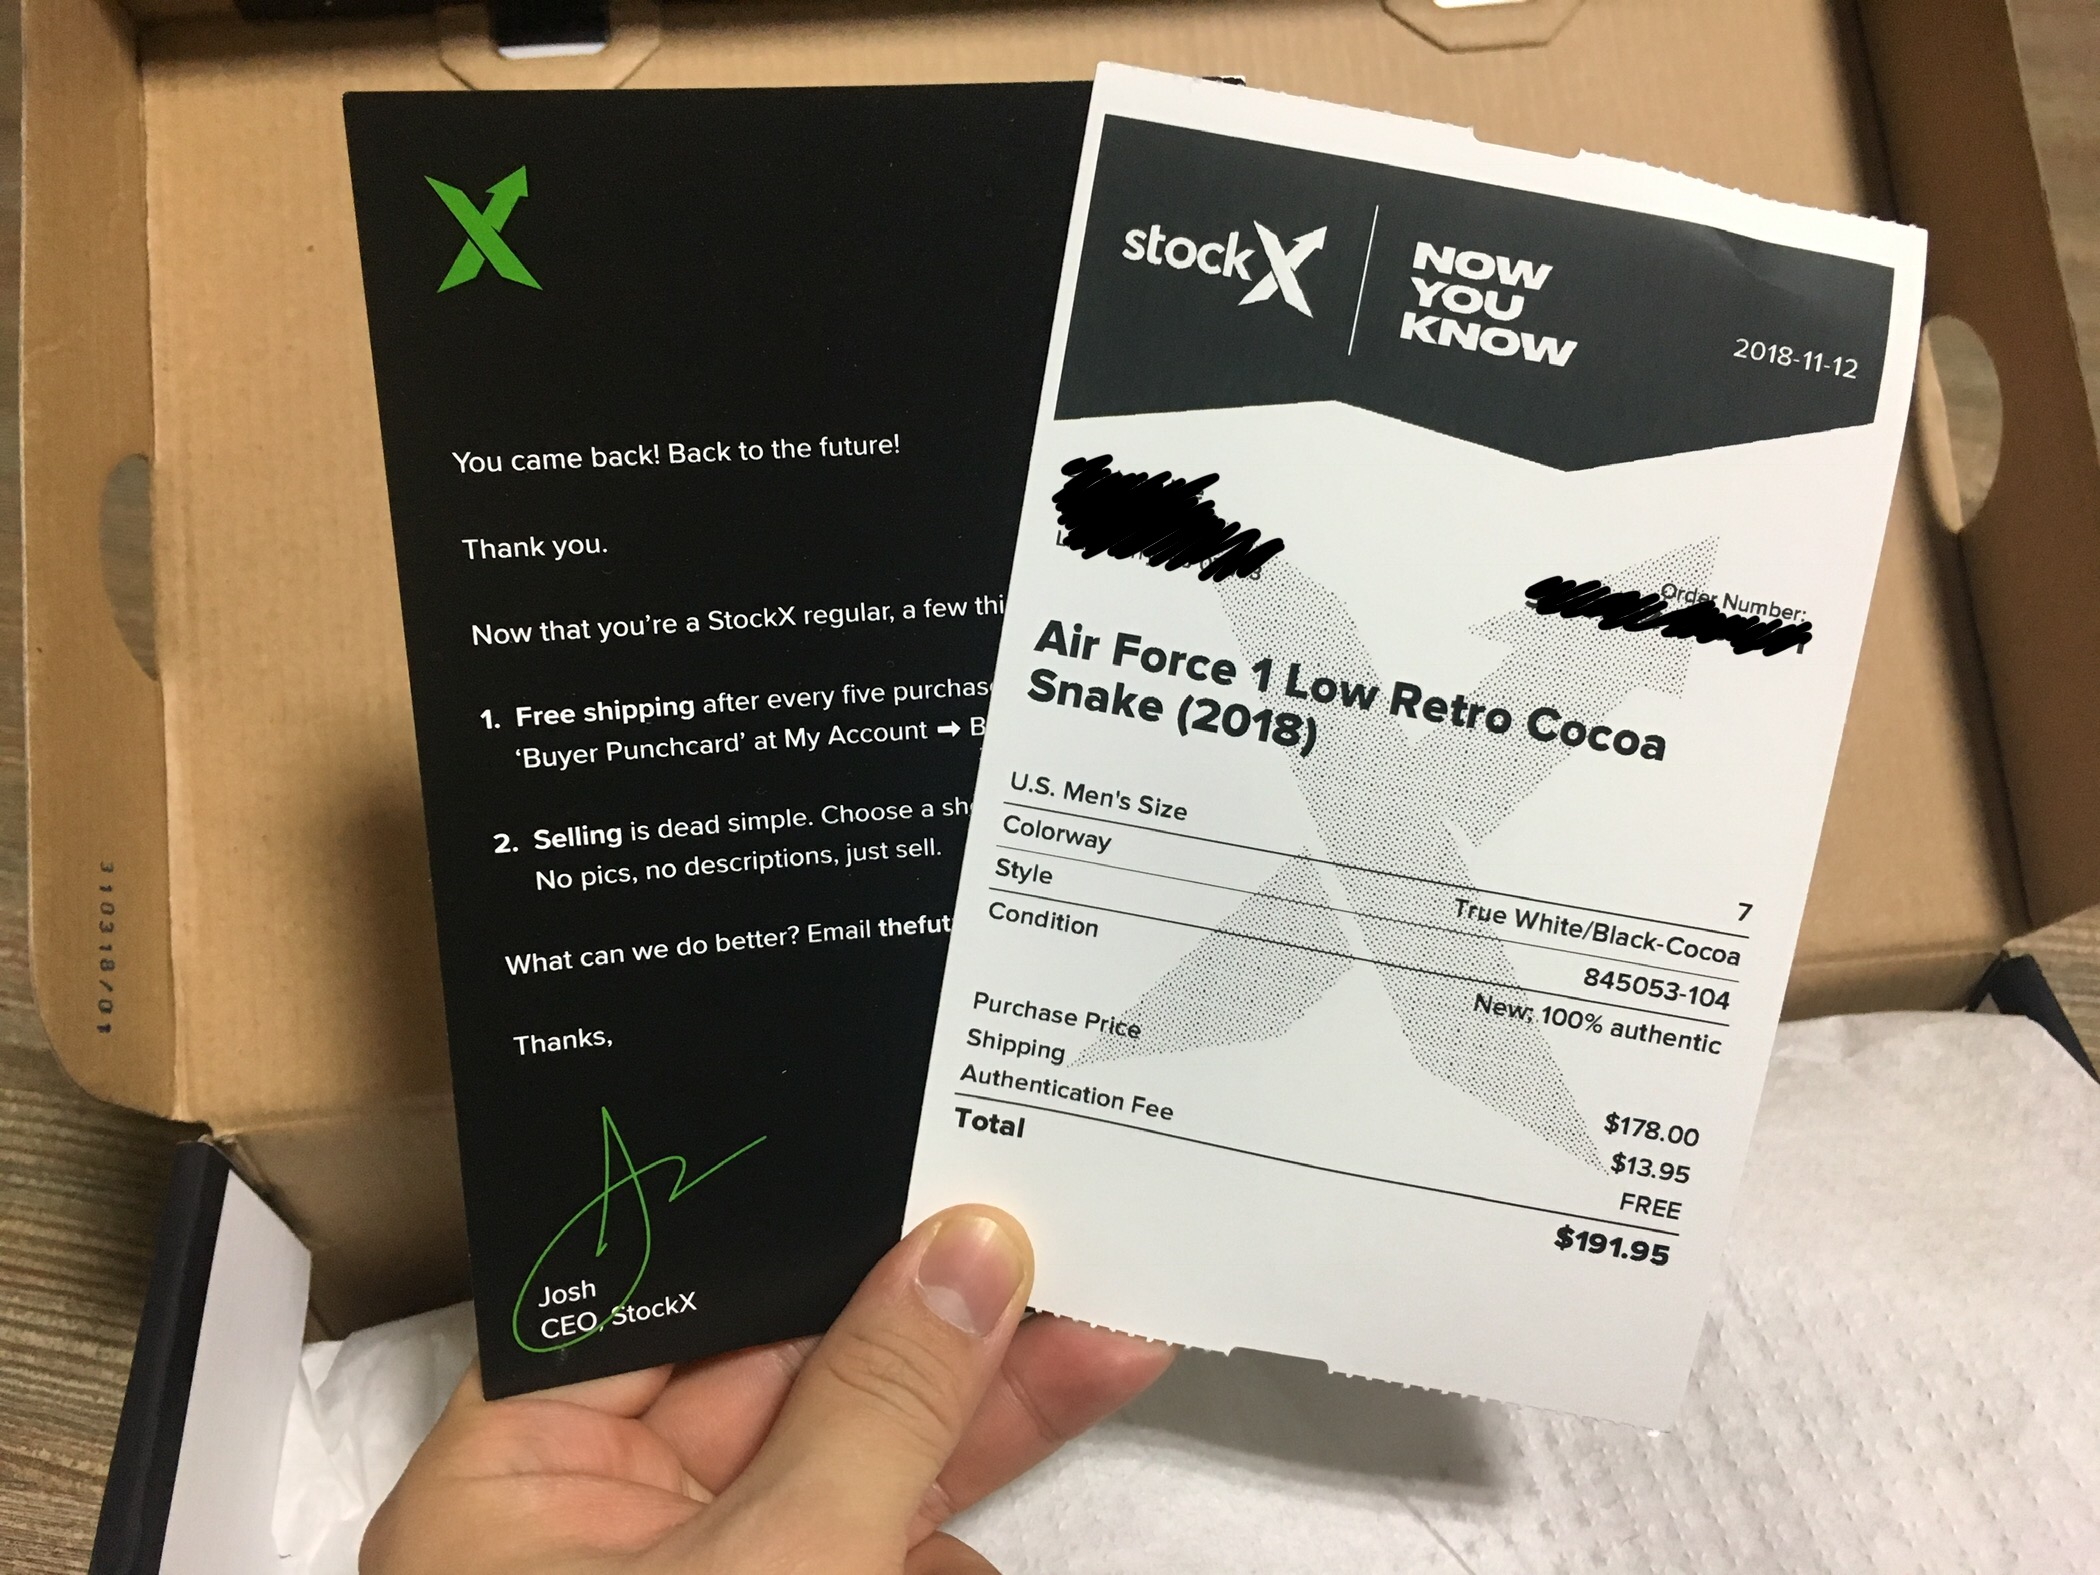 You came back! Back to the future!
Thank you.
Now that you're a StockX regular, a few thi
1. Free shipping after every five purchas
'Buyer Punchcard' at My Account ➡ B
2. Selling is dead simple. Choose a sh
No pics, no descriptions, just sell.
What can we do better? Email thefut
Thanks,
Josh
CEO, StockX
stockX
NOW
YOU
KNOW
2018-11-12
Order Number:
Air Force 1 Low Retro Cocoa
Snake (2018)
U.S. Men's Size 7
Colorway True White/Black-Cocoa
Style 845053-104
Condition New; 100% authentic
Purchase Price $178.00
Shipping $13.95
Authentication Fee FREE
Total $191.95
310318/01